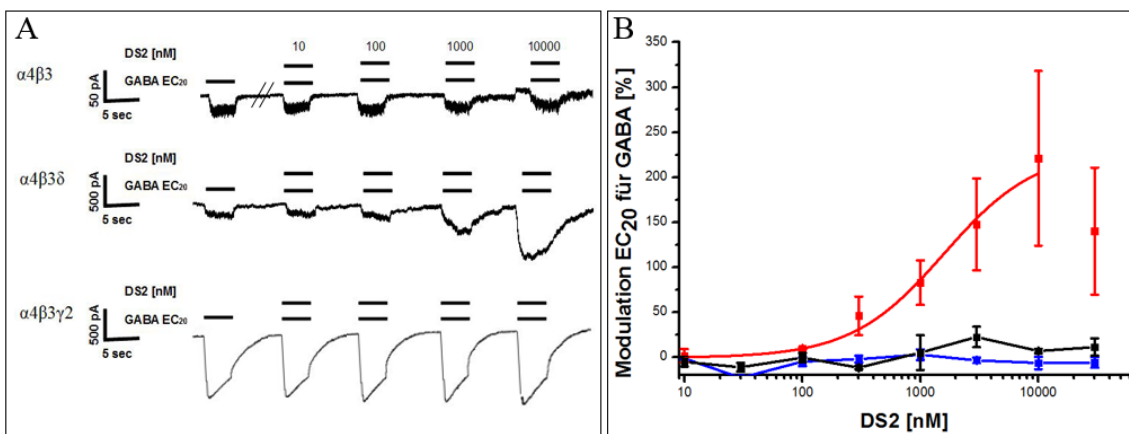 A
DS2 [nM] 10 100 1000 10000
α4β3
GABA EC20
50 pA
5 sec
DS2 [nM]
α4β3δ
GABA EC20
500 pA
5 sec
DS2 [nM]
α4β3γ2
GABA EC20
500 pA
5 sec
B
Modulation EC20 für GABA [%]
350
300
250
200
150
100
50
0
10 100 1000 10000
DS2 [nM]